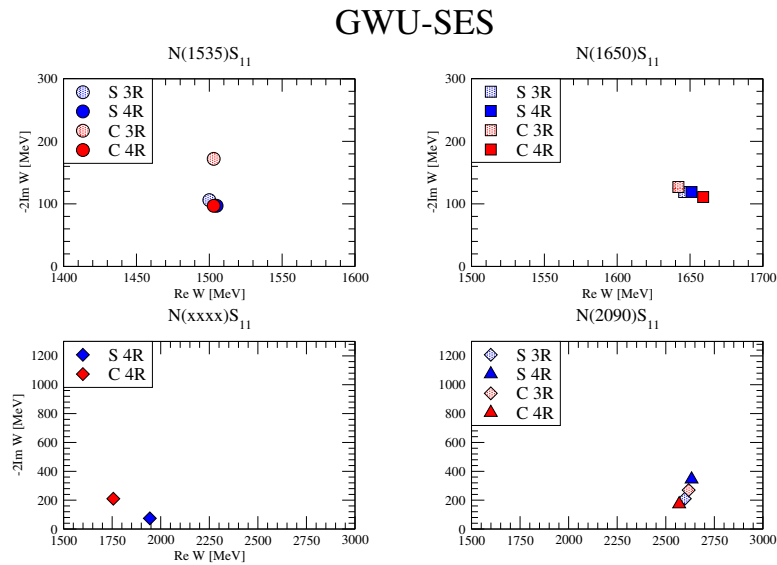 GWU-SES
N(1535)S₁₁
300
200
100
0
-2Im W [MeV]
S 3R
S 4R
C 3R
C 4R
1400 1450 1500 1550 1600
Re W [MeV]
N(1650)S₁₁
300
200
100
0
-2Im W [MeV]
S 3R
S 4R
C 3R
C 4R
1500 1550 1600 1650 1700
Re W [MeV]
N(xxxx)S₁₁
1200
1000
800
600
400
200
0
-2Im W [MeV]
S 4R
C 4R
1500 1750 2000 2250 2500 2750 3000
Re W [MeV]
N(2090)S₁₁
1200
1000
800
600
400
200
0
S 3R
S 4R
C 3R
C 4R
1500 1750 2000 2250 2500 2750 3000